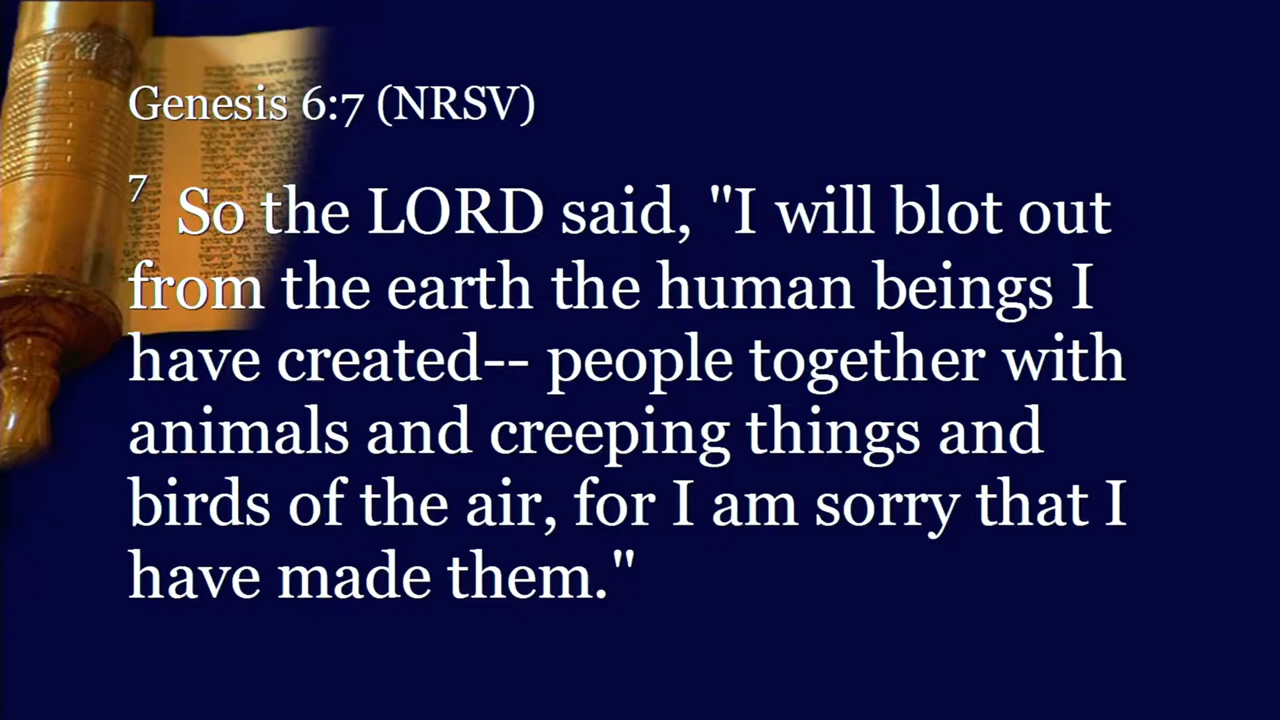 Genesis 6:7 (NRSV)
7 So the LORD said, "I will blot out
from the earth the human beings I
have created-- people together with
animals and creeping things and
birds of the air, for I am sorry that I
have made them."